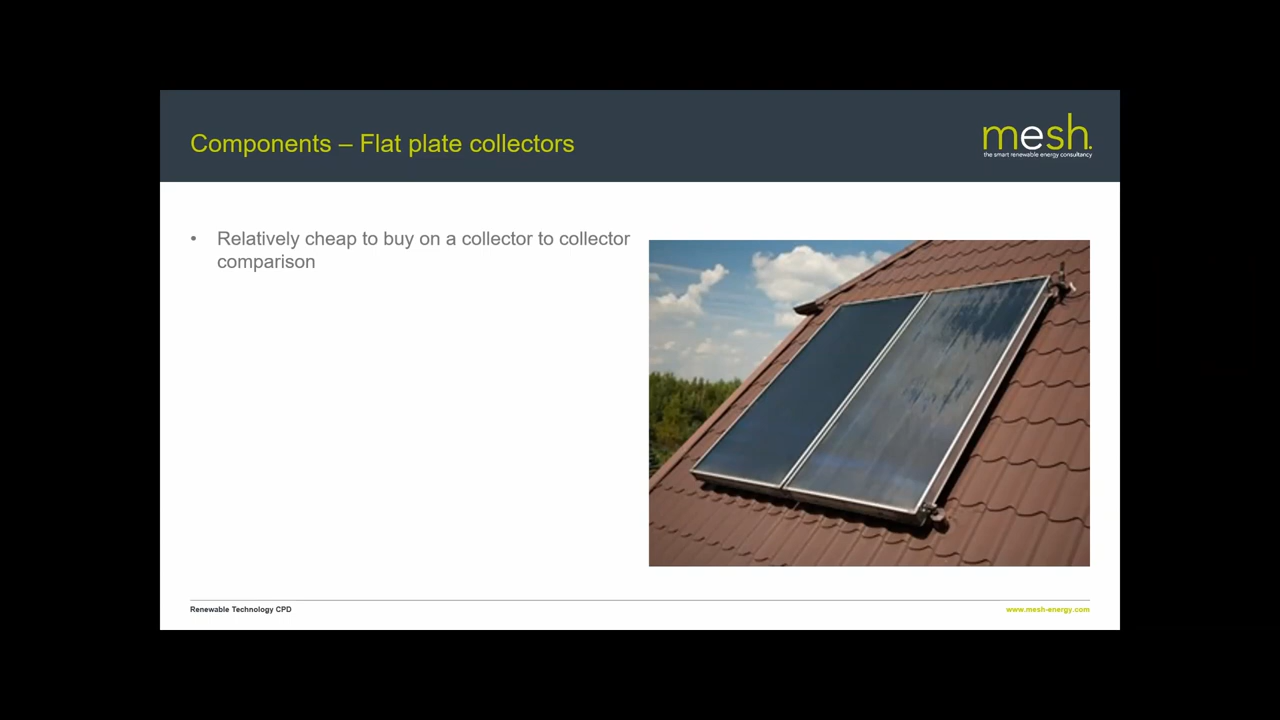 Components – Flat plate collectors
mesh.
the smart renewable energy consultancy
• Relatively cheap to buy on a collector to collector
comparison
Renewable Technology CPD
www.mesh-energy.com